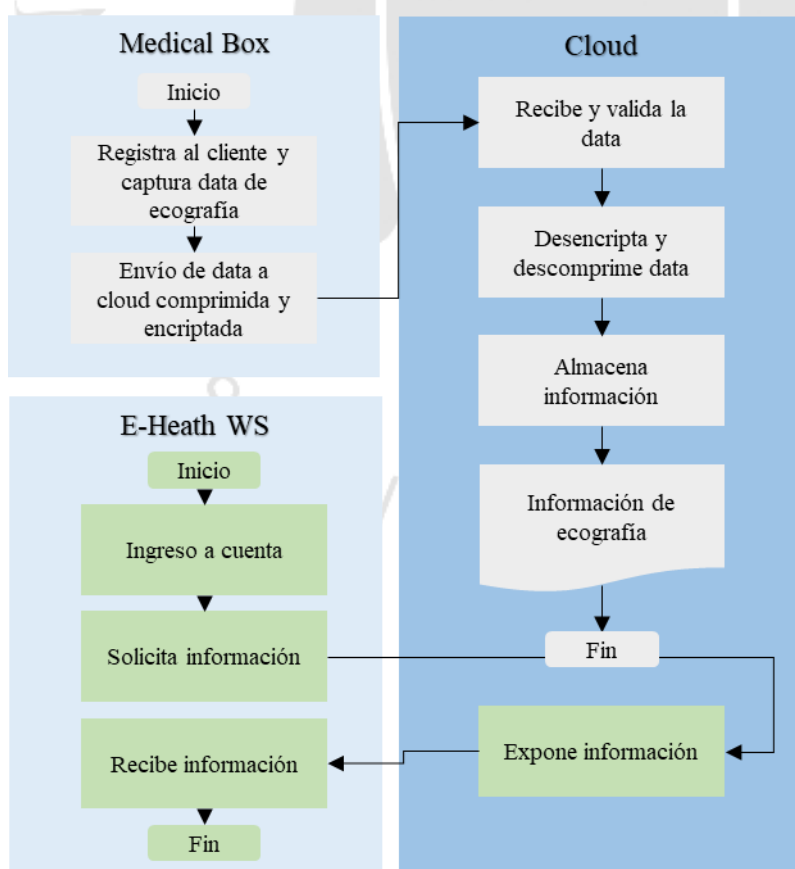 Medical Box
Inicio
Registra al cliente y
captura data de
ecografía
Envío de data a
cloud comprimida y
encriptada
Cloud
Recibe y valida la
data
Desencripta y
descomprime data
Almacena
información
Información de
ecografía
Fin
Expone información
E-Heath WS
Inicio
Ingreso a cuenta
Solicita información
Recibe información
Fin